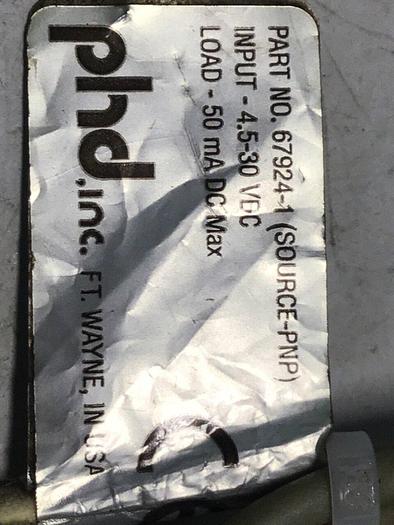 PART NO. 67924-1 (SOURCE-PNP)
INPUT - 4.5-30 VDC
LOAD - 50 mA DC Max
phd, inc. FT. WAYNE, IN USA